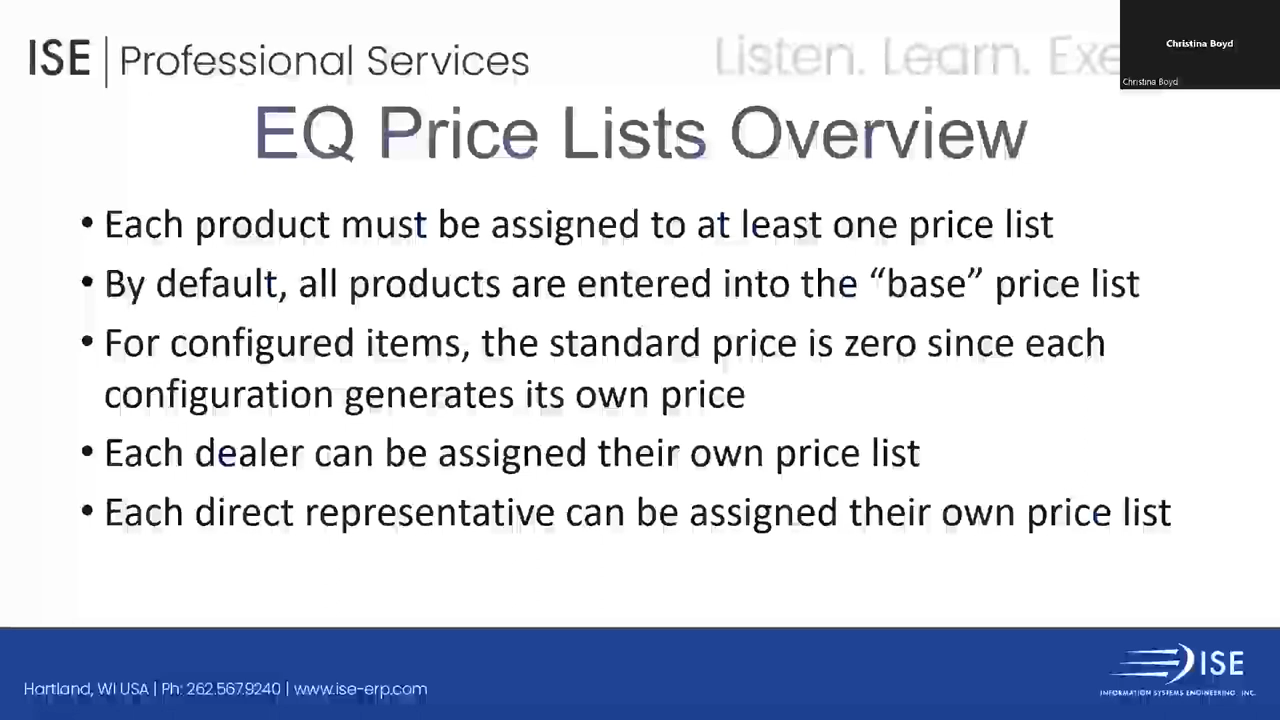 ISE | Professional Services
Listen. Learn. Exe
Christina Boyd
Christina Boyd
EQ Price Lists Overview
• Each product must be assigned to at least one price list
• By default, all products are entered into the “base” price list
• For configured items, the standard price is zero since each
configuration generates its own price
• Each dealer can be assigned their own price list
• Each direct representative can be assigned their own price list
Hartland, WI USA | Ph: 262.567.9240 | www.ise-erp.com
ISE
INFORMATION SYSTEMS ENGINEERING, INC.